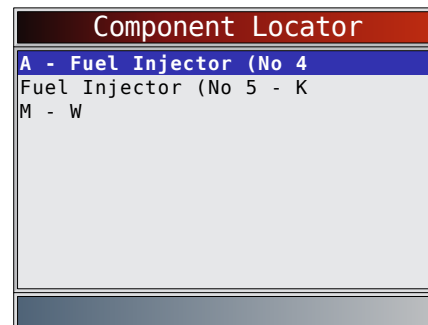 Component Locator
A - Fuel Injector (No 4
Fuel Injector (No 5 - K
M - W